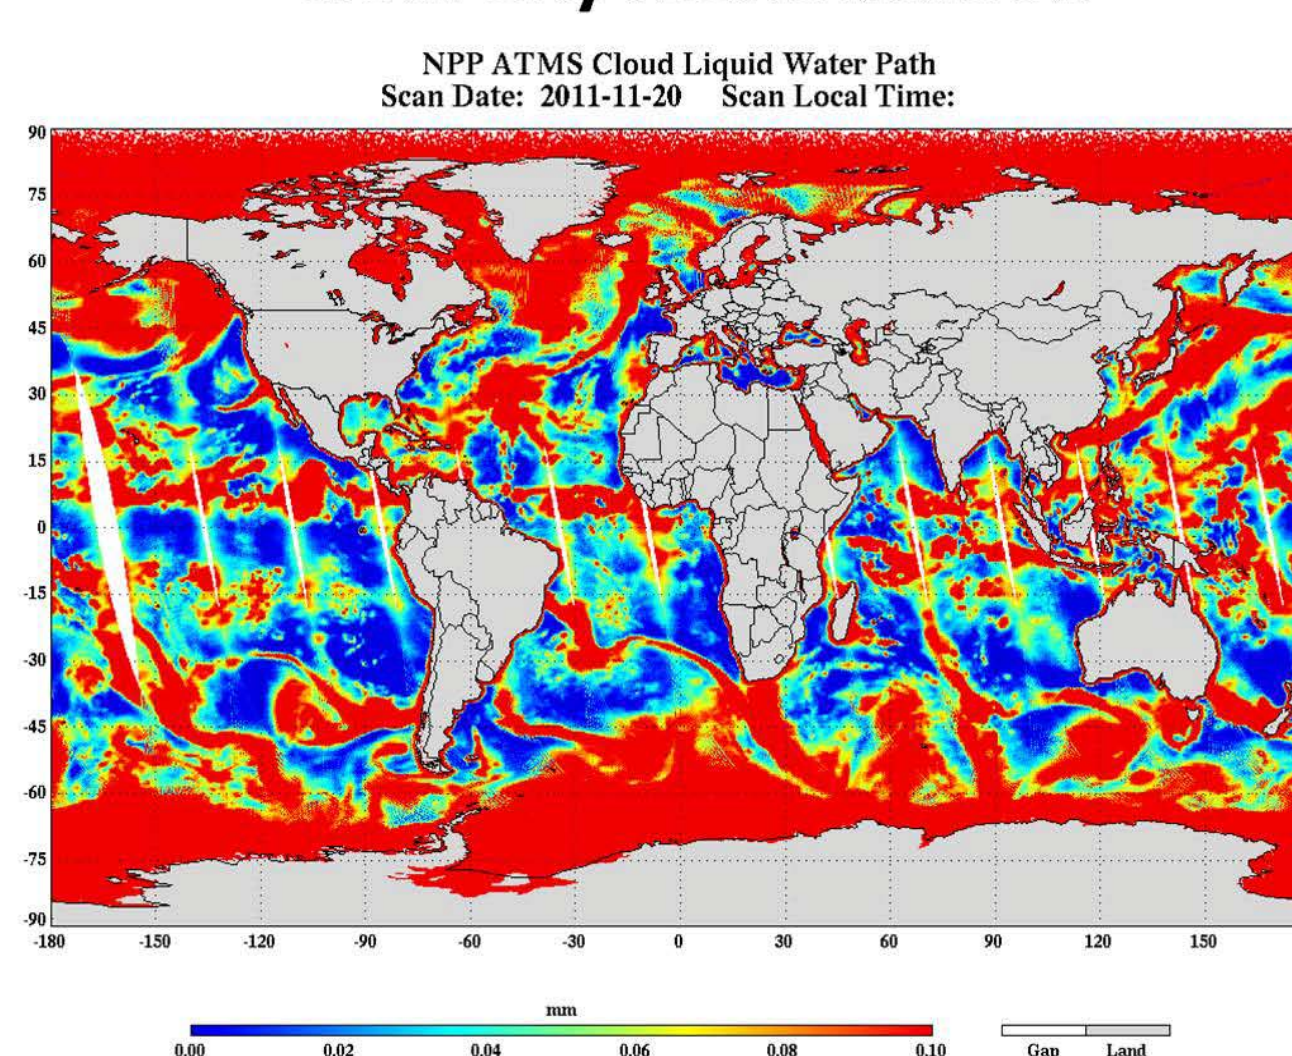 NPP ATMS Cloud Liquid Water Path
Scan Date: 2011-11-20 Scan Local Time:
90
75
60
45
30
15
0
-15
-30
-45
-60
-75
-90
-180 -150 -120 -90 -60 -30 0 30 60 90 120 150
mm
0.00 0.02 0.04 0.06 0.08 0.10
Gap Land